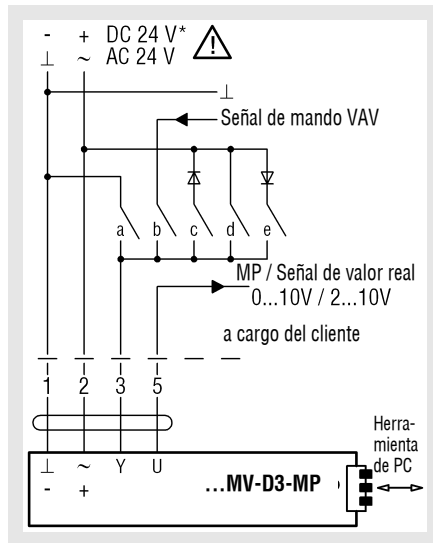 - + DC 24 V*
⊥ ~ AC 24 V
⊥
Señal de mando VAV
a b c d e
MP / Señal de valor real
0...10V / 2...10V
a cargo del cliente
1 2 3 5
Herra-
mienta
de PC
⊥ ~ Y U
- +
...MV-D3-MP